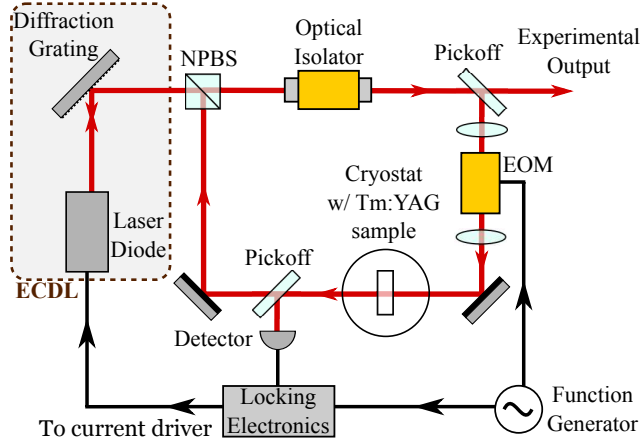 Diffraction
Grating
NPBS
Optical
Isolator
Pickoff
Experimental
Output
EOM
Cryostat
w/ Tm:YAG
sample
Laser
Diode
ECDL
Pickoff
Detector
Locking
Electronics
Function
Generator
To current driver